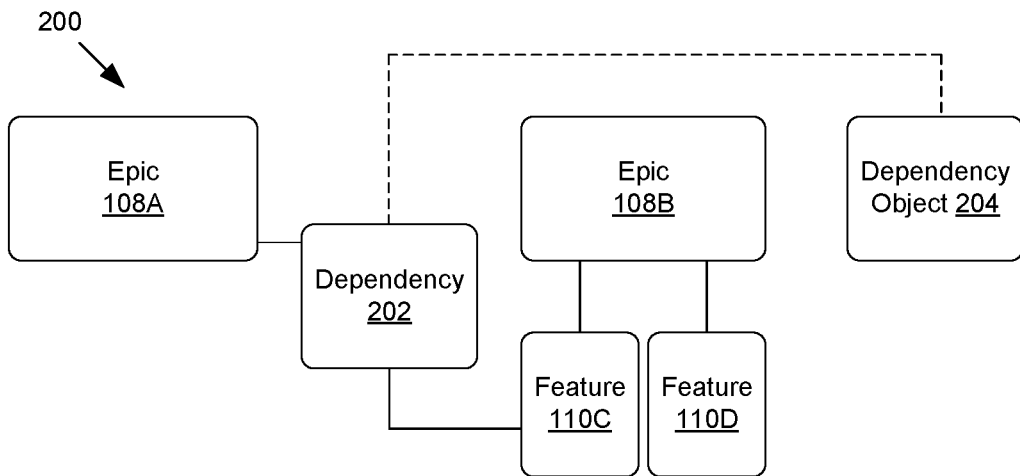 200
Epic
108A
Epic
108B
Dependency
Object 204
Dependency
202
Feature
110C
Feature
110D